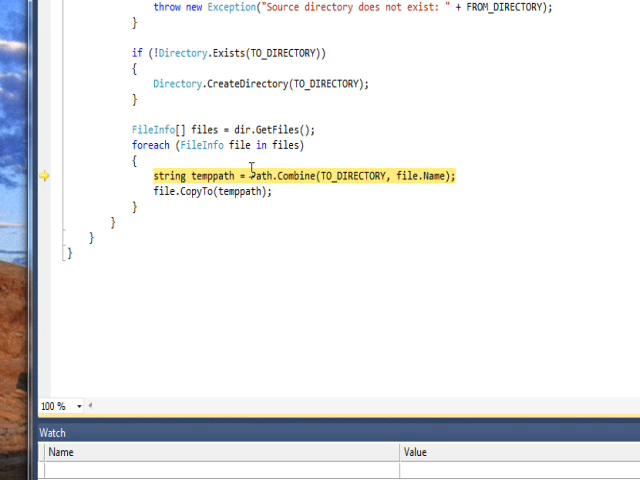 throw new Exception("Source directory does not exist: " + FROM_DIRECTORY);
}
if (!Directory.Exists(TO_DIRECTORY))
{
Directory.CreateDirectory(TO_DIRECTORY);
}
FileInfo[] files = dir.GetFiles();
foreach (FileInfo file in files)
{
string temppath = Path.Combine(TO_DIRECTORY, file.Name);
file.CopyTo(temppath);
}
}
}
}
100 %
Watch
Name Value